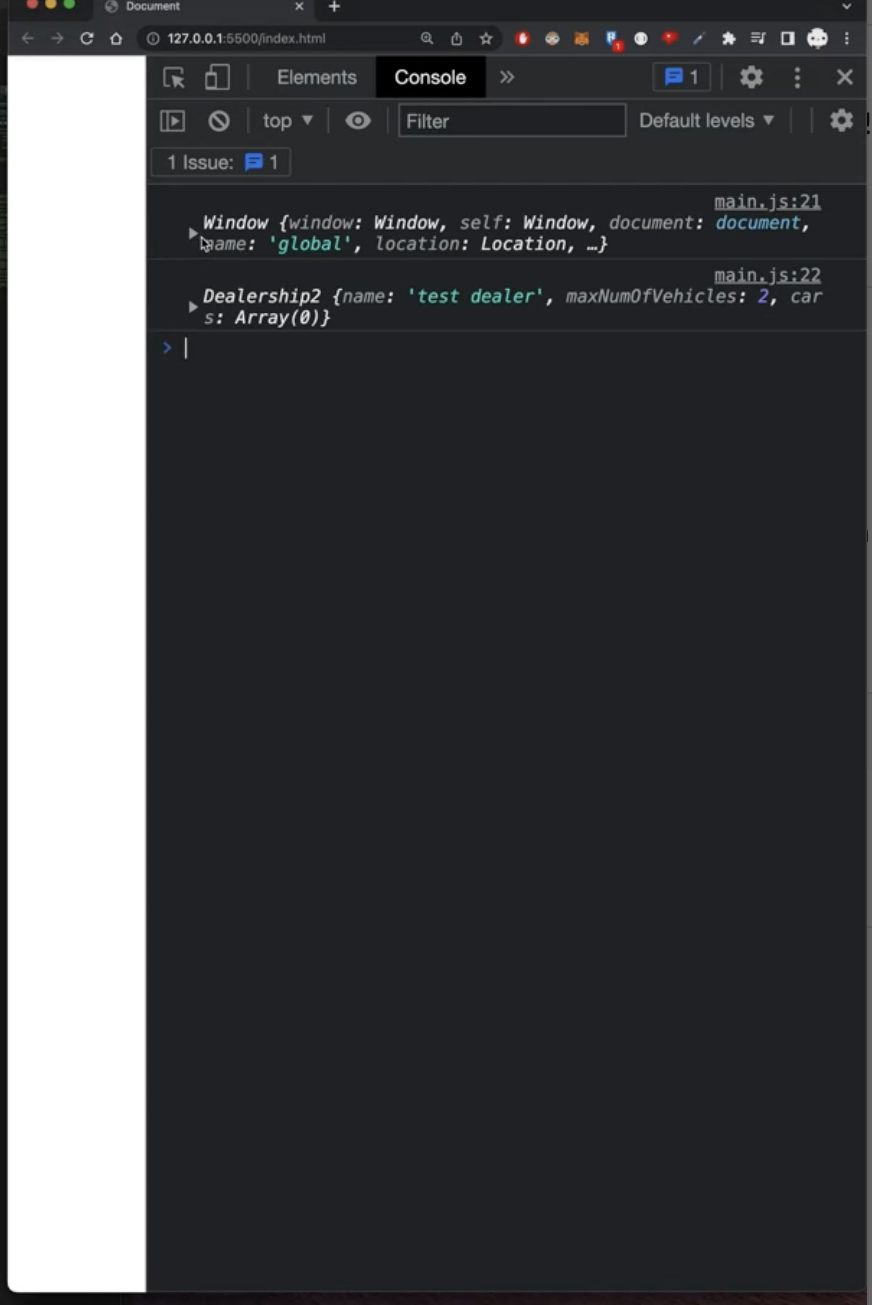 Document
127.0.0.1:5500/index.html
1
Elements Console 1
top Filter Default levels
1 Issue: 1
main.js:21
Window {window: Window, self: Window, document: document,
name: 'global', location: Location, …}
main.js:22
Dealership2 {name: 'test dealer', maxNumOfVehicles: 2, car
s: Array(0)}